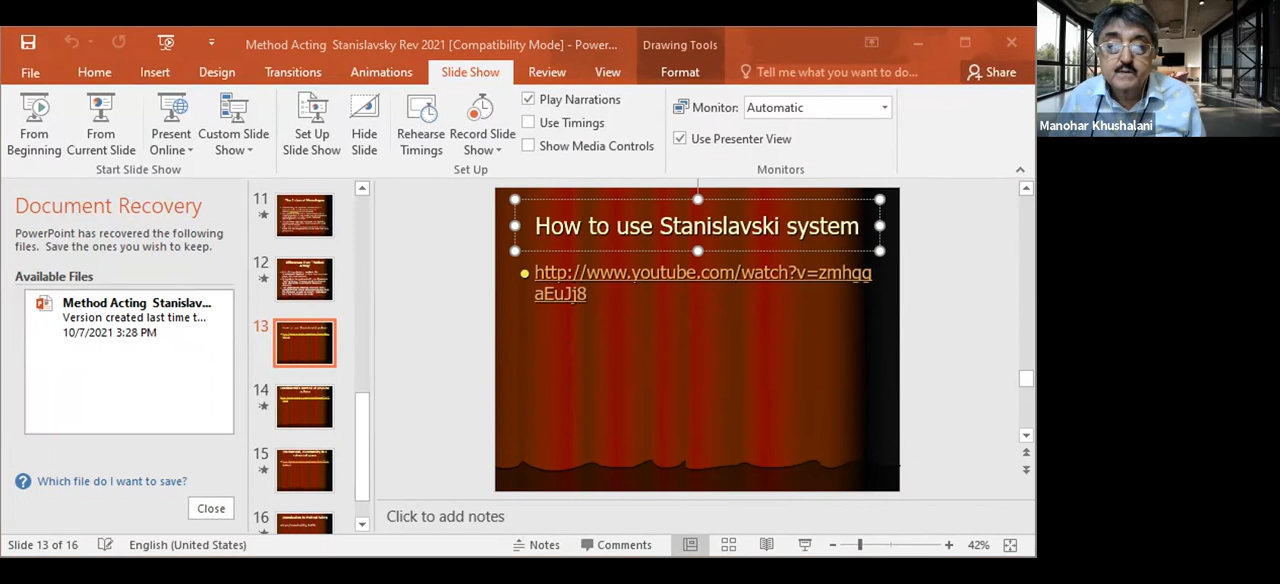 Method Acting Stanislavsky Rev 2021 [Compatibility Mode] - Power...
Drawing Tools
File Home Insert Design Transitions Animations Slide Show Review View Format Tell me what you want to do... Share
From Beginning
From Current Slide
Present Online
Custom Slide Show
Set Up Slide Show
Hide Slide
Rehearse Timings
Record Slide Show
Play Narrations
Use Timings
Show Media Controls
Monitor: Automatic
Use Presenter View
Start Slide Show
Set Up
Monitors
Manohar Khushalani
Document Recovery
PowerPoint has recovered the following
files. Save the ones you wish to keep.
Available Files
Method Acting Stanislav...
Version created last time t...
10/7/2021 3:28 PM
Which file do I want to save?
Close
11
12
13
14
15
16
How to use Stanislavski system
http://www.youtube.com/watch?v=zmhgg
aEuJj8
Click to add notes
Slide 13 of 16 English (United States) Notes Comments 42%